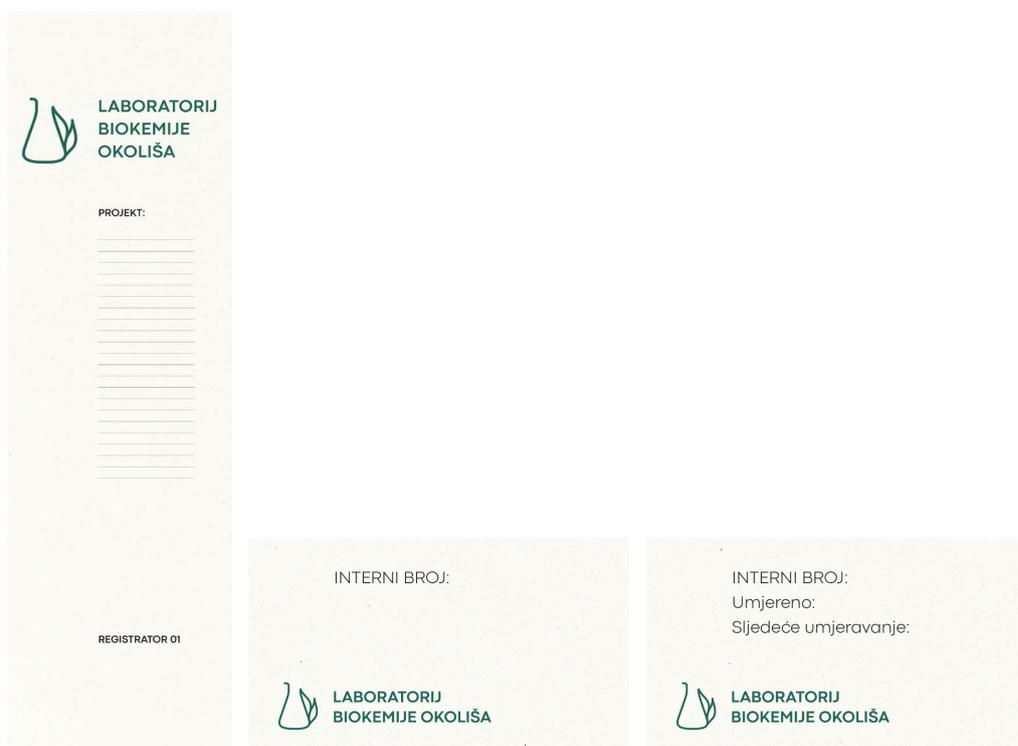 LABORATORIJ
BIOKEMIJE
OKOLIŠA
PROJEKT:
REGISTRATOR 01
INTERNI BROJ:
LABORATORIJ
BIOKEMIJE OKOLIŠA
INTERNI BROJ:
Umjereno:
Sljedeće umjeravanje:
LABORATORIJ
BIOKEMIJE OKOLIŠA